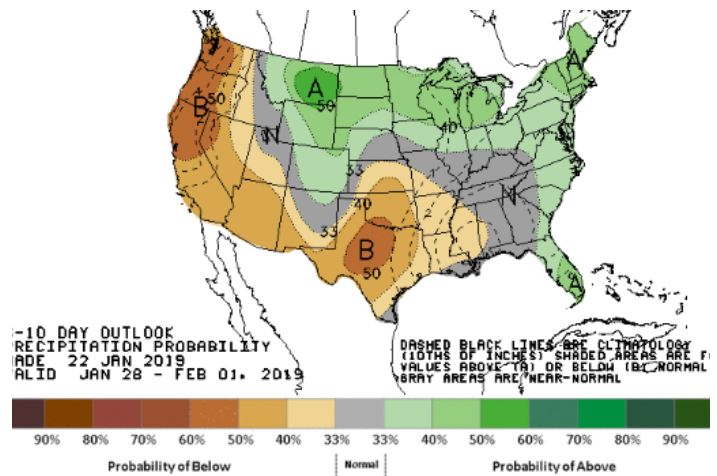 B
50
A
50
N
40
A
33
40
N
33
2
B
50
A
-10 DAY OUTLOOK
RECIPITATION PROBABILITY
ADE 22 JAN 2019
ALID JAN 28 - FEB 01, 2019
DASHED BLACK LINES ARE CLIMATOLOGY
(10THS OF INCHES) SHADED AREAS ARE F
VALUES ABOVE (A) OR BELOW (B) NORMAL
GRAY AREAS ARE NEAR-NORMAL
90% 80% 70% 60% 50% 40% 33% 33% 40% 50% 60% 70% 80% 90%
Probability of Below Normal Probability of Above